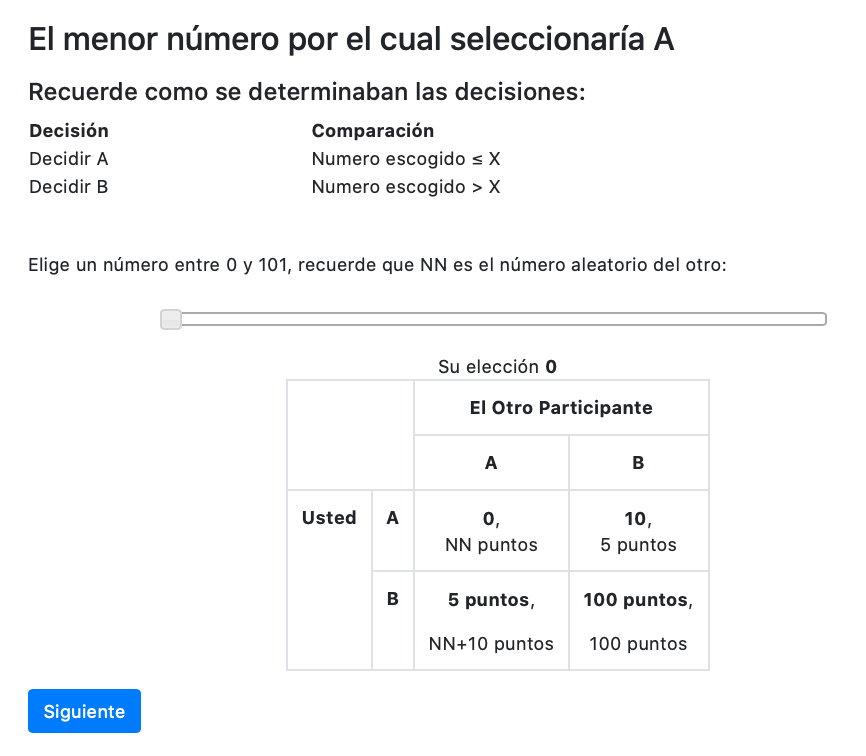 El menor número por el cual seleccionaría A
Recuerde como se determinaban las decisiones:
Decisión Comparación
Decidir A Numero escogido ≤ X
Decidir B Numero escogido > X
Elige un número entre 0 y 101, recuerde que NN es el número aleatorio del otro:
Su elección 0
El Otro Participante
A B
Usted A 0, 10,
NN puntos 5 puntos
B 5 puntos, 100 puntos,
NN+10 puntos 100 puntos
Siguiente